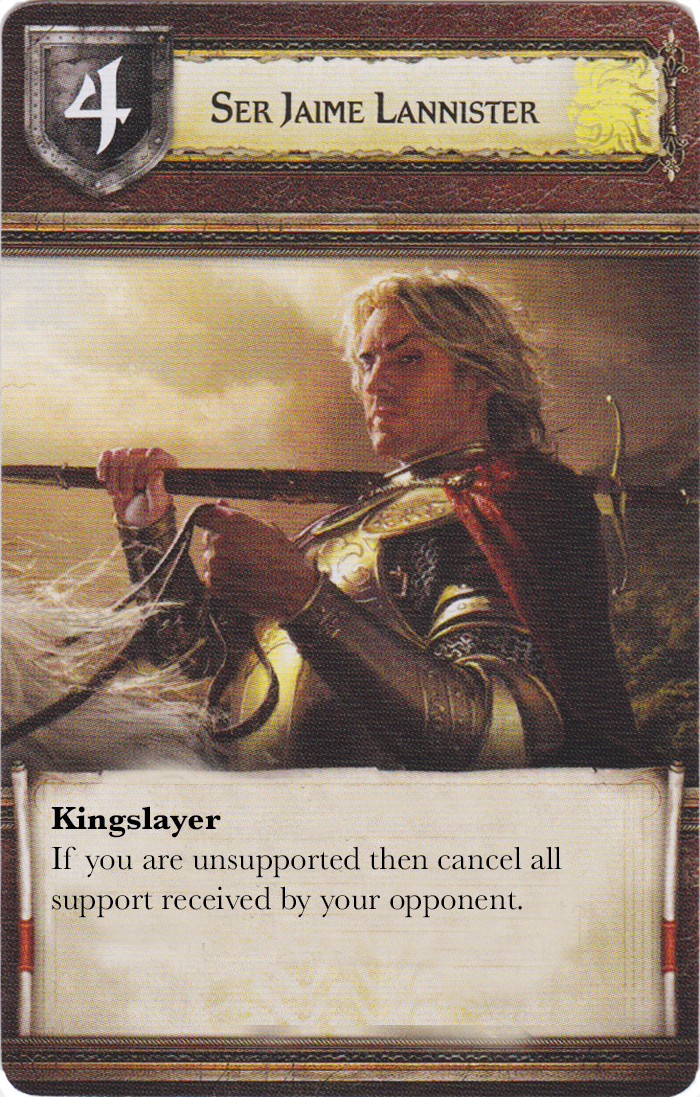 4
Ser Jaime Lannister
Kingslayer
If you are unsupported then cancel all
support received by your opponent.